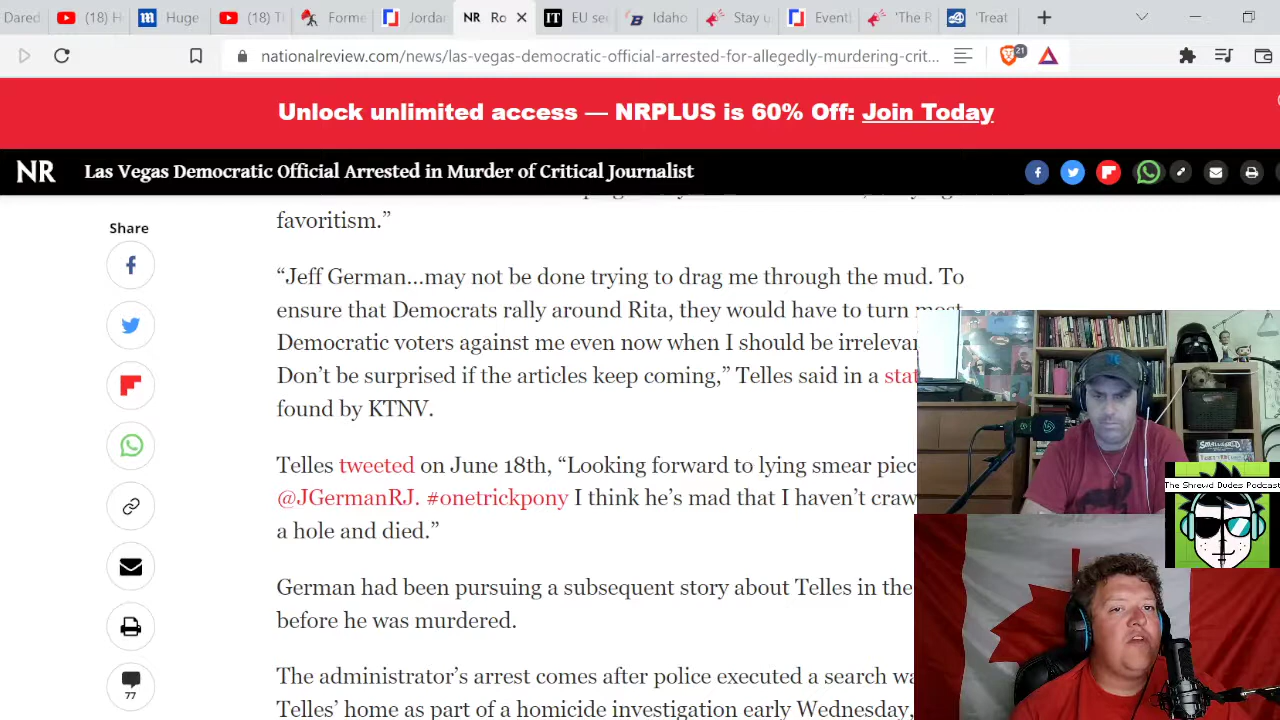 Dared
(18) H
Huge
(18) T
Forme
Jordan
NR Ro
IT EU se
Idaho
Stay u
Eventl
'The R
'Treat
nationalreview.com/news/las-vegas-democratic-official-arrested-for-allegedly-murdering-crit...
21
Unlock unlimited access — NRPLUS is 60% Off: Join Today
NR Las Vegas Democratic Official Arrested in Murder of Critical Journalist
Share
77
favoritism.”
“Jeff German...may not be done trying to drag me through the mud. To
ensure that Democrats rally around Rita, they would have to turn most
Democratic voters against me even now when I should be irrelevan
Don’t be surprised if the articles keep coming,” Telles said in a stat
found by KTNV.
Telles tweeted on June 18th, “Looking forward to lying smear piec
@JGermanRJ. #onetrickpony I think he’s mad that I haven’t craw
a hole and died.”
German had been pursuing a subsequent story about Telles in the
before he was murdered.
The administrator’s arrest comes after police executed a search wa
Telles’ home as part of a homicide investigation early Wednesday,
The Shrewd Dudes Podcast